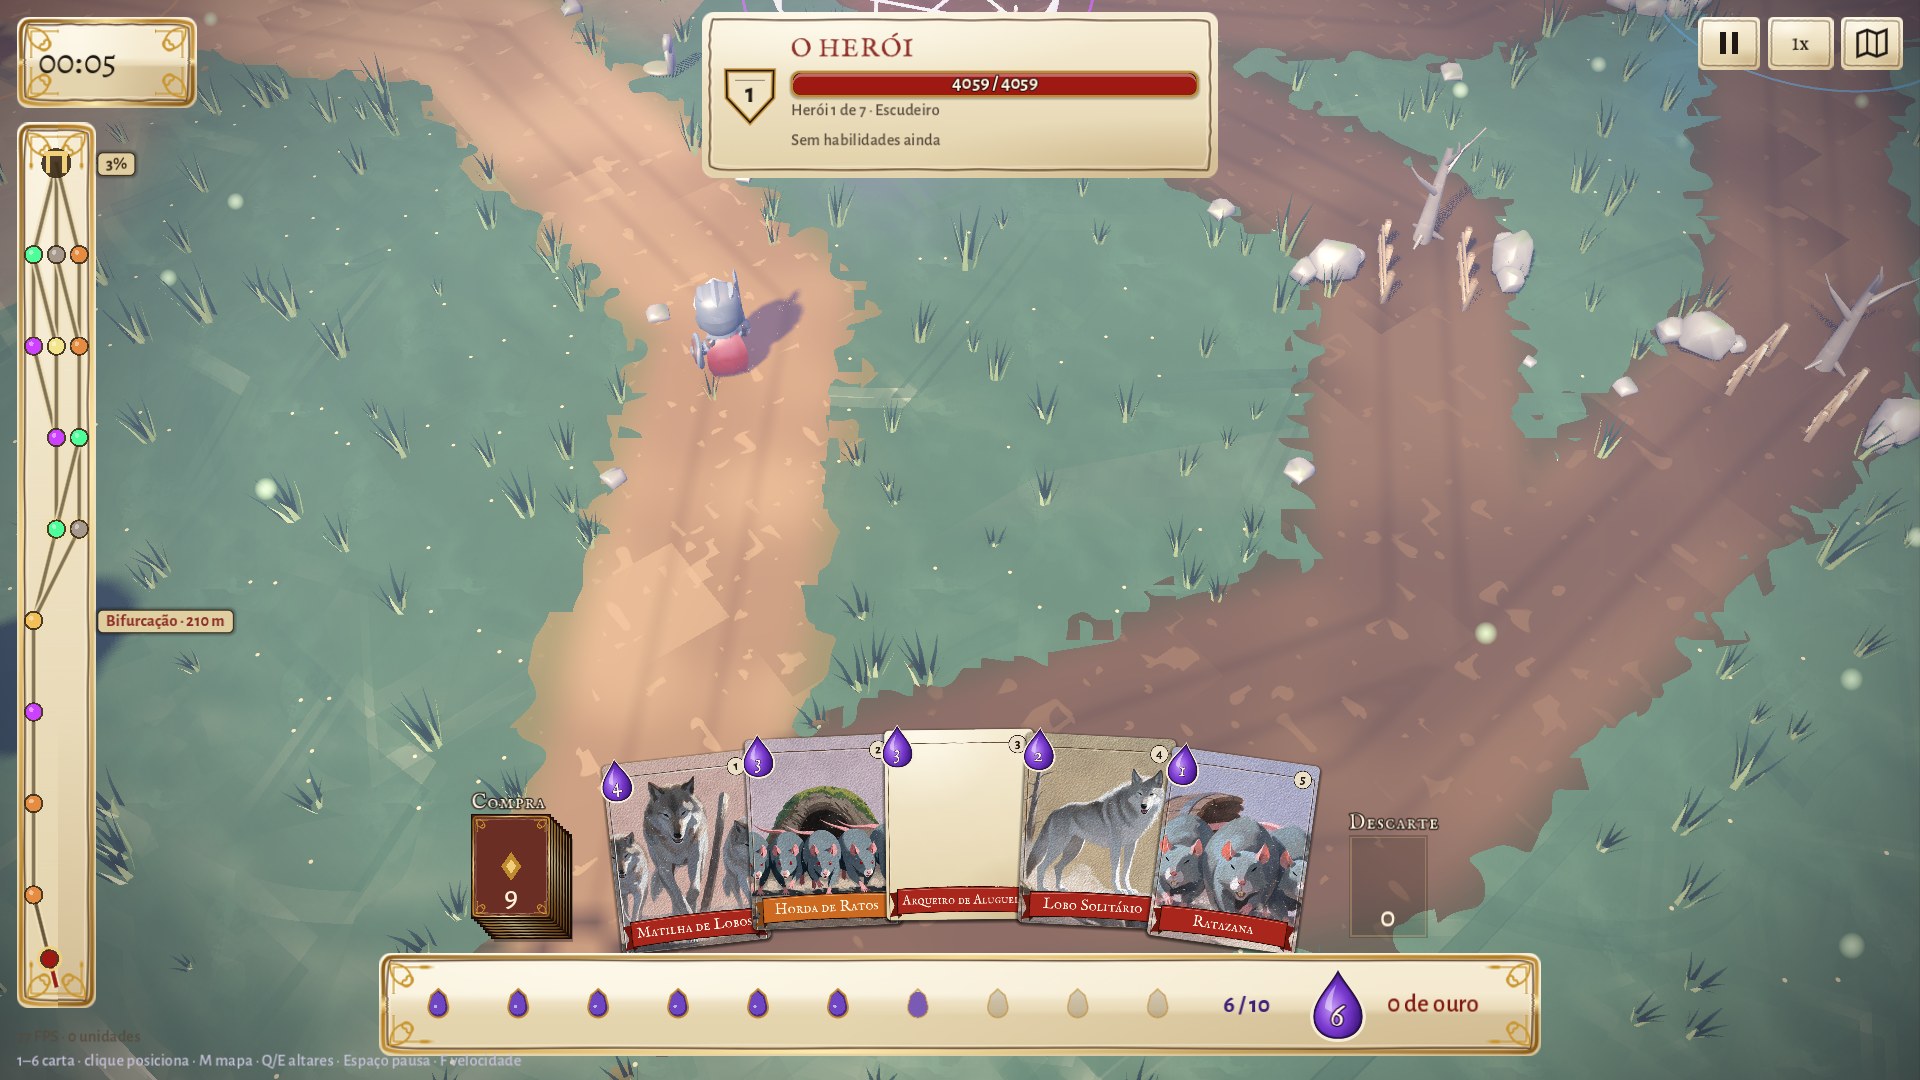 00:05
O HERÓI
1
4059 / 4059
Herói 1 de 7 · Escudeiro
Sem habilidades ainda
1x
3%
Bifurcação · 210 m
COMPRA
9
4
1
MATILHA DE LOBOS
3
2
HORDA DE RATOS
3
3
ARQUEIRO DE ALUGUEL
2
4
LOBO SOLITÁRIO
1
5
RATAZANA
DESCARTE
0
6/10
6
0 de ouro
FPS · 0 unidades
1–6 carta · clique posiciona · M mapa · Q/E altares · Espaço pausa · F velocidade